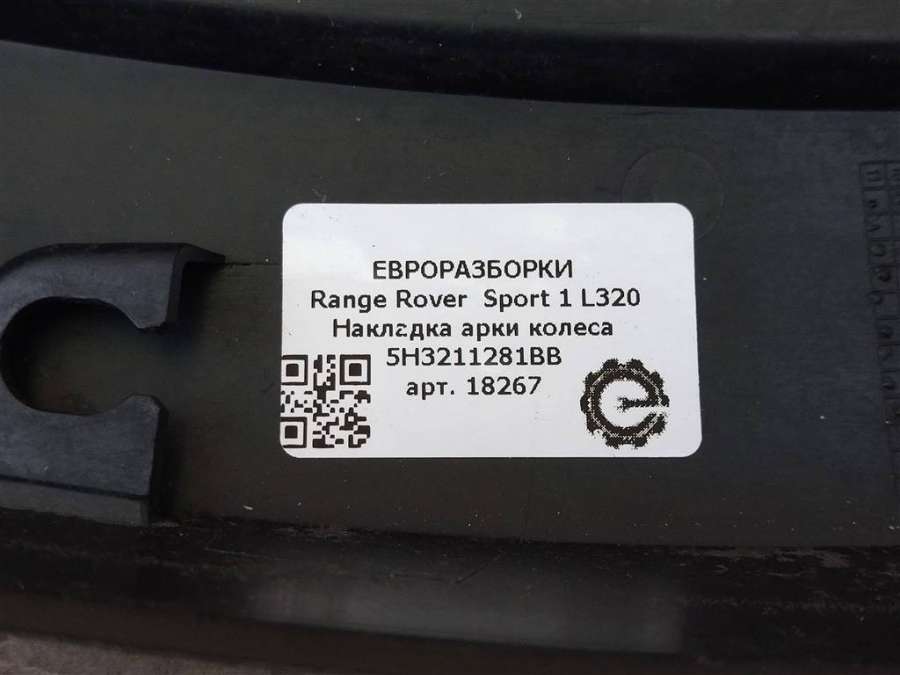 ЕВРОРАЗБОРКИ
Range Rover Sport 1 L320
Накладка арки колеса
5H3211281BB
арт. 18267